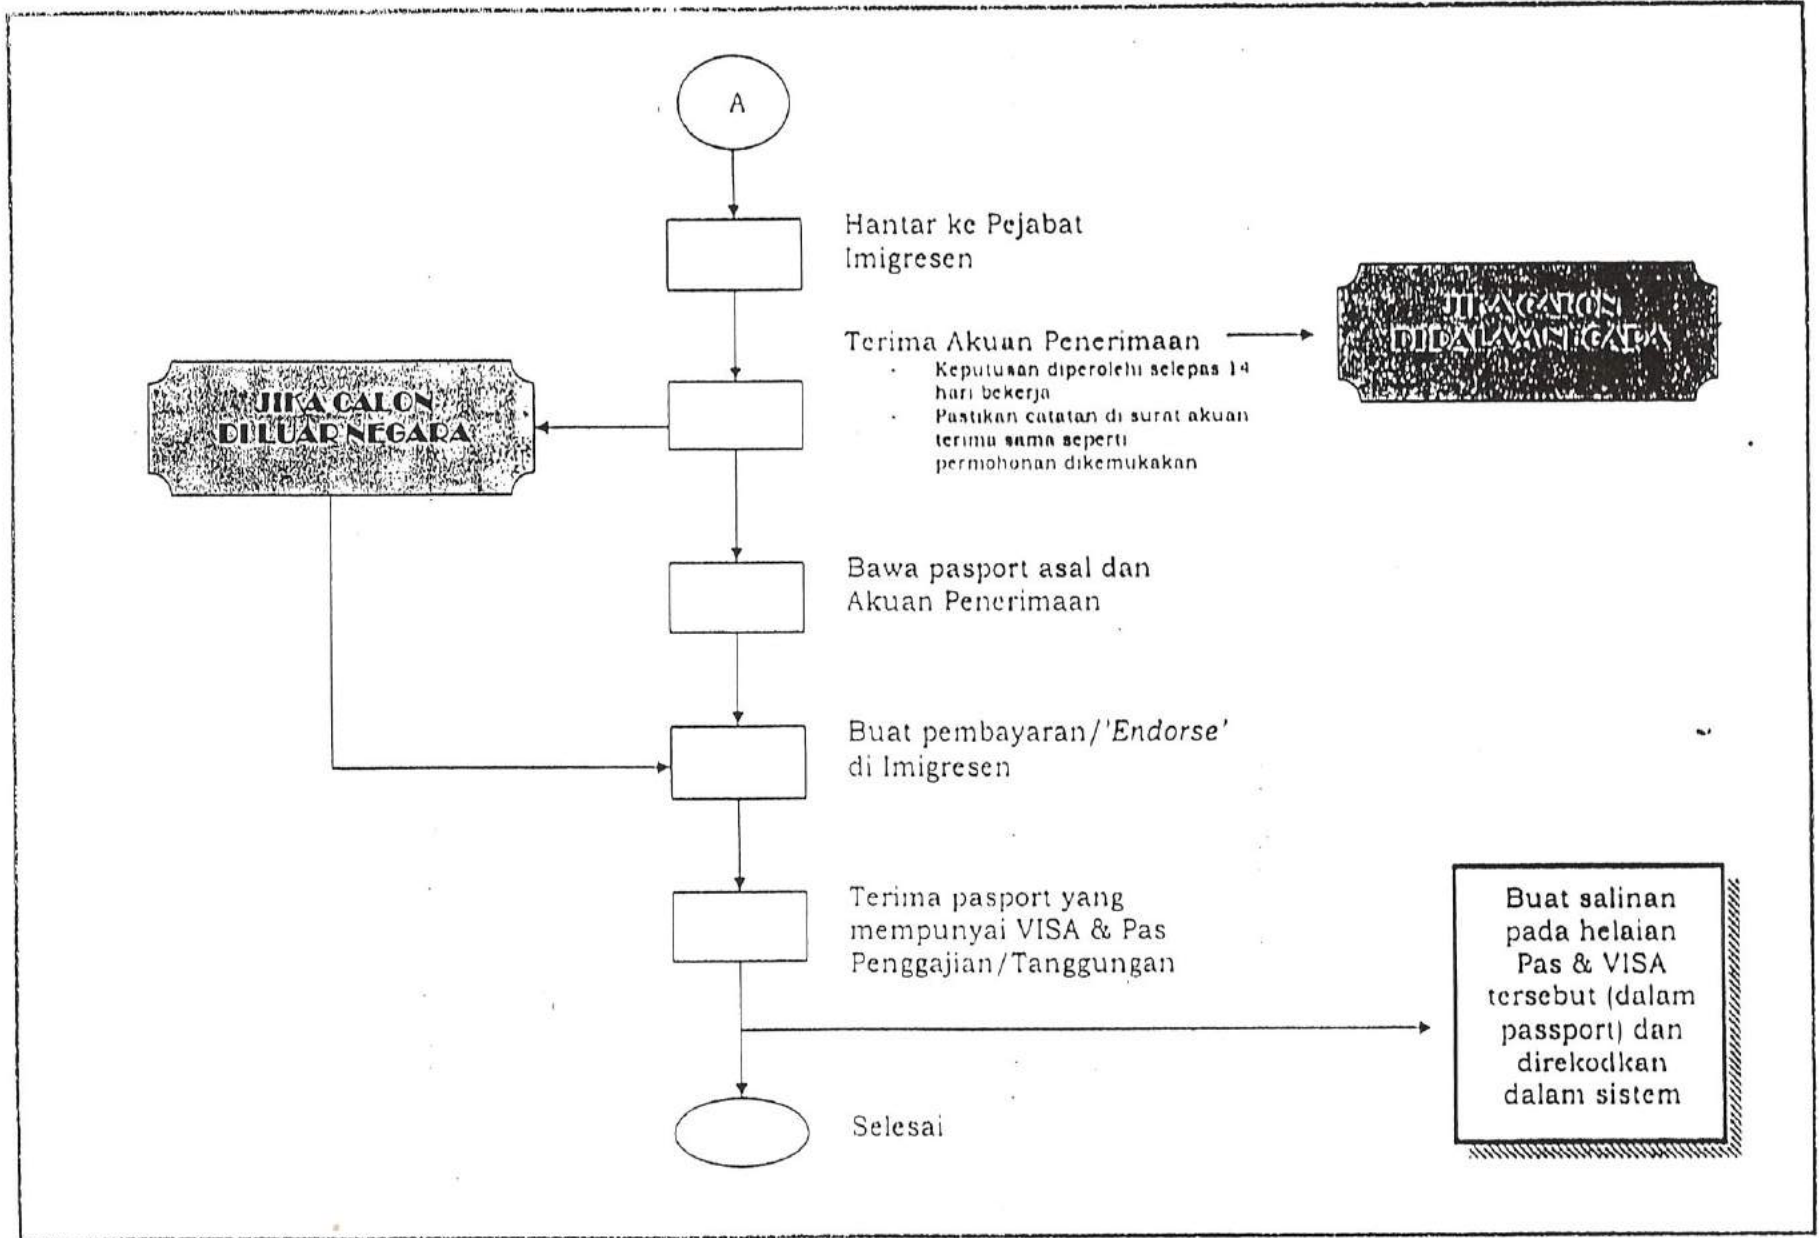 A
Hantar ke Pejabat
Imigresen
Terima Akuan Penerimaan
- Keputusan diperolehi selepas 14
hari bekerja
- Pastikan catatan di surat akuan
terima sama seperti
permohonan dikemukakan
JIKA CALON
JIKA CALON
DI LUAR NEGARA
Bawa pasport asal dan
Akuan Penerimaan
Buat pembayaran/'Endorse'
di Imigresen
Terima pasport yang
mempunyai VISA & Pas
Penggajian/Tanggungan
Buat salinan
pada helaian
Pas & VISA
tersebut (dalam
passport) dan
direkodkan
dalam sistem
Selesai